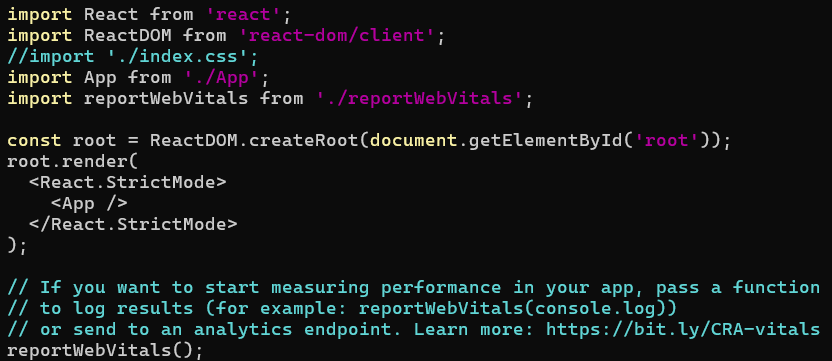 import React from 'react';
import ReactDOM from 'react-dom/client';
//import './index.css';
import App from './App';
import reportWebVitals from './reportWebVitals';

const root = ReactDOM.createRoot(document.getElementById('root'));
root.render(
  <React.StrictMode>
    <App />
  </React.StrictMode>
);

// If you want to start measuring performance in your app, pass a function
// to log results (for example: reportWebVitals(console.log))
// or send to an analytics endpoint. Learn more: https://bit.ly/CRA-vitals
reportWebVitals();